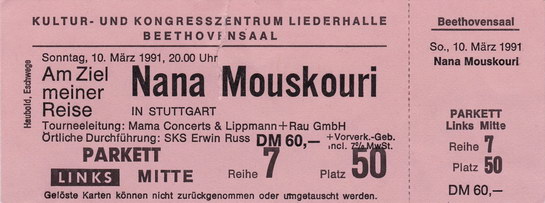 KULTUR- UND KONGRESSZENTRUM LIEDERHALLE
BEETHOVENSAAL
Sonntag, 10. März 1991, 20.00 Uhr
Am Ziel
meiner
Reise
Nana Mouskouri
IN STUTTGART
Tourneeleitung: Mama Concerts & Lippmann+Rau GmbH
Örtliche Durchführung: SKS Erwin Russ DM 60,— +Vorverk.-Geb.
incl. 7% MwSt.
PARKETT
LINKS MITTE Reihe 7 Platz 50
Gelöste Karten können nicht zurückgenommen oder umgetauscht werden.
Haubold, Eschwege
Beethovensaal
So., 10. März 1991
Nana Mouskouri
PARKETT
Links Mitte
Reihe 7
Platz 50
DM 60,—